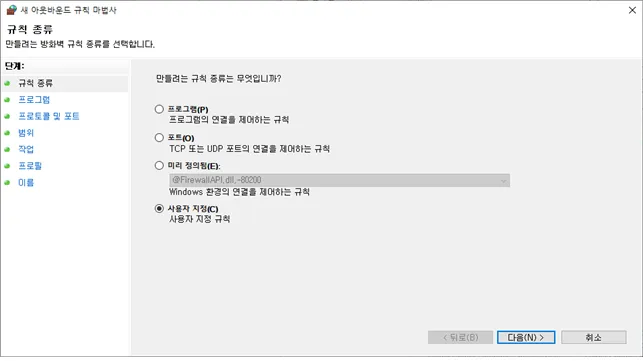 새 아웃바운드 규칙 마법사
규칙 종류
만들려는 방화벽 규칙 종류를 선택합니다.
단계:
규칙 종류
프로그램
프로토콜 및 포트
범위
작업
프로필
이름
만들려는 규칙 종류는 무엇입니까?
프로그램(P)
프로그램의 연결을 제어하는 규칙
포트(O)
TCP 또는 UDP 포트의 연결을 제어하는 규칙
미리 정의됨(E):
@FirewallAPI.dll,-80200
Windows 환경의 연결을 제어하는 규칙
사용자 지정(C)
사용자 지정 규칙
< 뒤로(B)
다음(N) >
취소